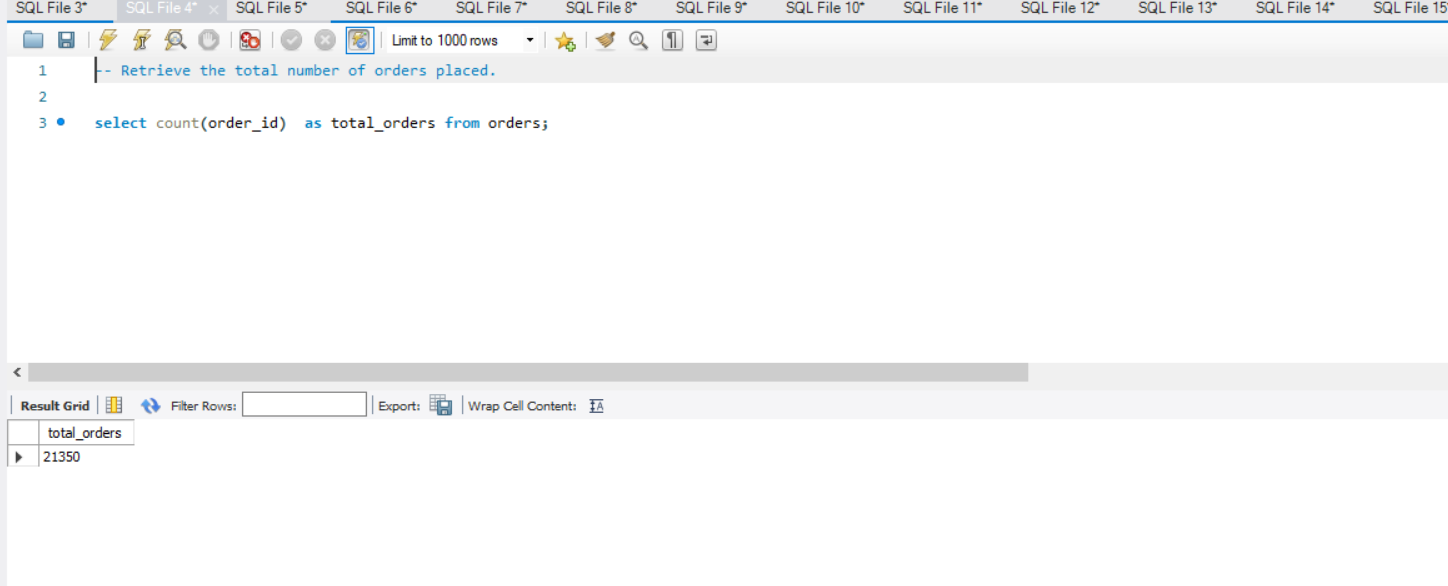 SQL File 3* SQL File 4* SQL File 5* SQL File 6* SQL File 7* SQL File 8* SQL File 9* SQL File 10* SQL File 11* SQL File 12* SQL File 13* SQL File 14* SQL File 15*
Limit to 1000 rows
1 -- Retrieve the total number of orders placed.
2
3 select count(order_id)  as total_orders from orders;
Result Grid Filter Rows: Export: Wrap Cell Content:
total_orders
21350